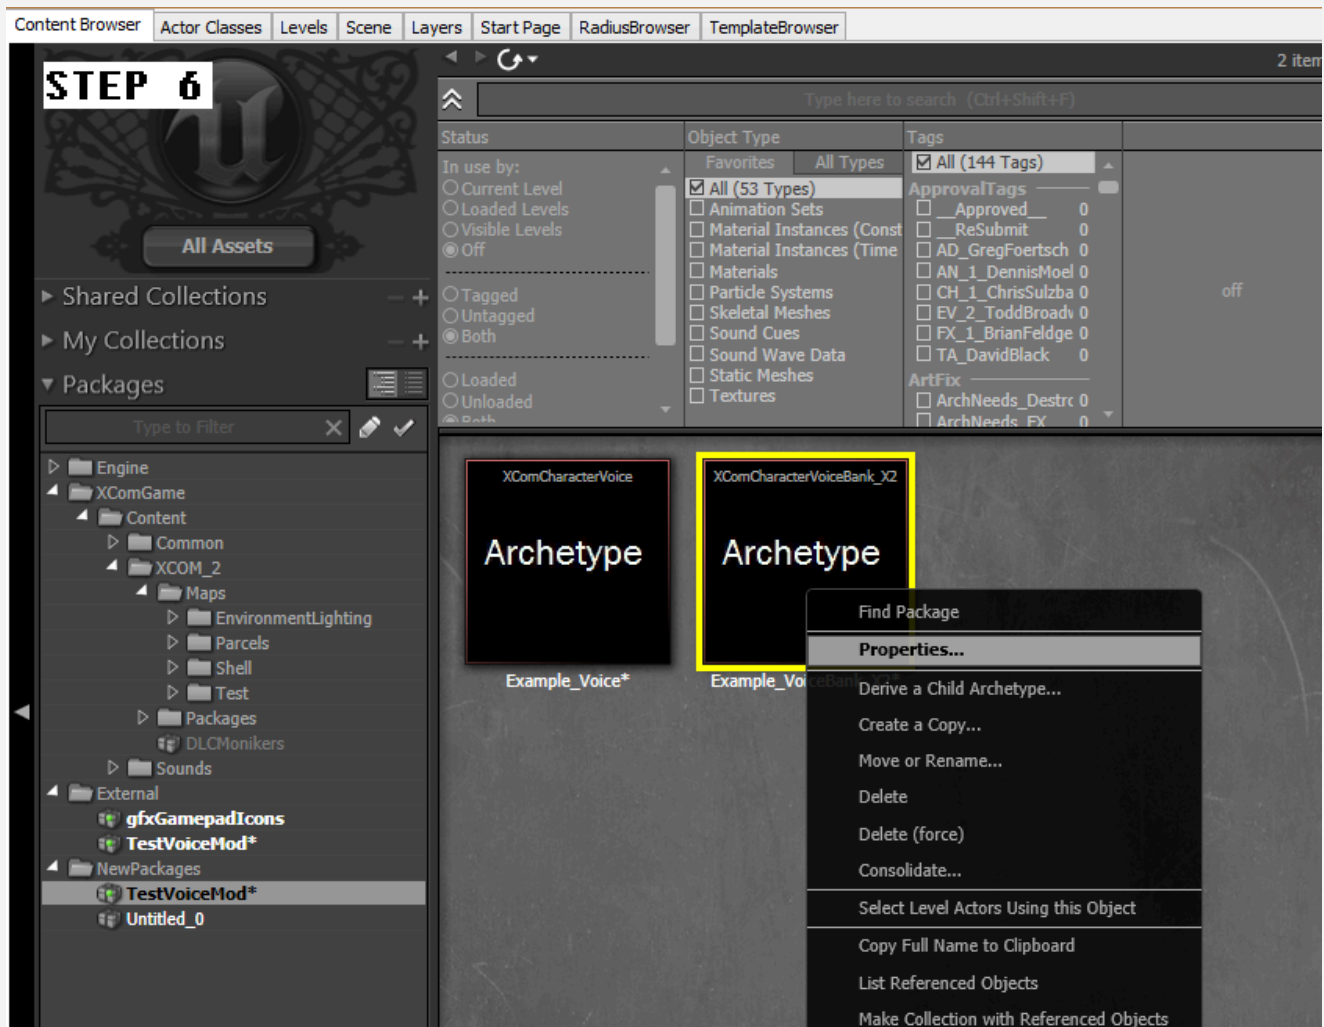 Content Browser
Actor Classes
Levels
Scene
Layers
Start Page
RadiusBrowser
TemplateBrowser
STEP 6
All Assets
Shared Collections
My Collections
Packages
Type to Filter
Engine
XComGame
Content
Common
XCOM_2
Maps
EnvironmentLighting
Parcels
Shell
Test
Packages
DLCMonikers
Sounds
External
gfxGamepadIcons
TestVoiceMod*
NewPackages
TestVoiceMod*
Untitled_0
2 item
Type here to search (Ctrl+Shift+F)
Status
In use by:
Current Level
Loaded Levels
Visible Levels
Off
Tagged
Untagged
Both
Loaded
Unloaded
Both
Object Type
Favorites
All Types
All (53 Types)
Animation Sets
Material Instances (Const
Material Instances (Time
Materials
Particle Systems
Skeletal Meshes
Sound Cues
Sound Wave Data
Static Meshes
Textures
Tags
All (144 Tags)
ApprovalTags
__Approved__ 0
__ReSubmit 0
AD_GregFoertsch 0
AN_1_DennisMoel 0
CH_1_ChrisSulzba 0
EV_2_ToddBroadv 0
FX_1_BrianFeldge 0
TA_DavidBlack 0
ArtFix
ArchNeeds_Destrc 0
ArchNeeds_FX 0
off
XComCharacterVoice
Archetype
Example_Voice*
XComCharacterVoiceBank_X2
Archetype
Example_VoiceBank_X2*
Find Package
Properties...
Derive a Child Archetype...
Create a Copy...
Move or Rename...
Delete
Delete (force)
Consolidate...
Select Level Actors Using this Object
Copy Full Name to Clipboard
List Referenced Objects
Make Collection with Referenced Objects